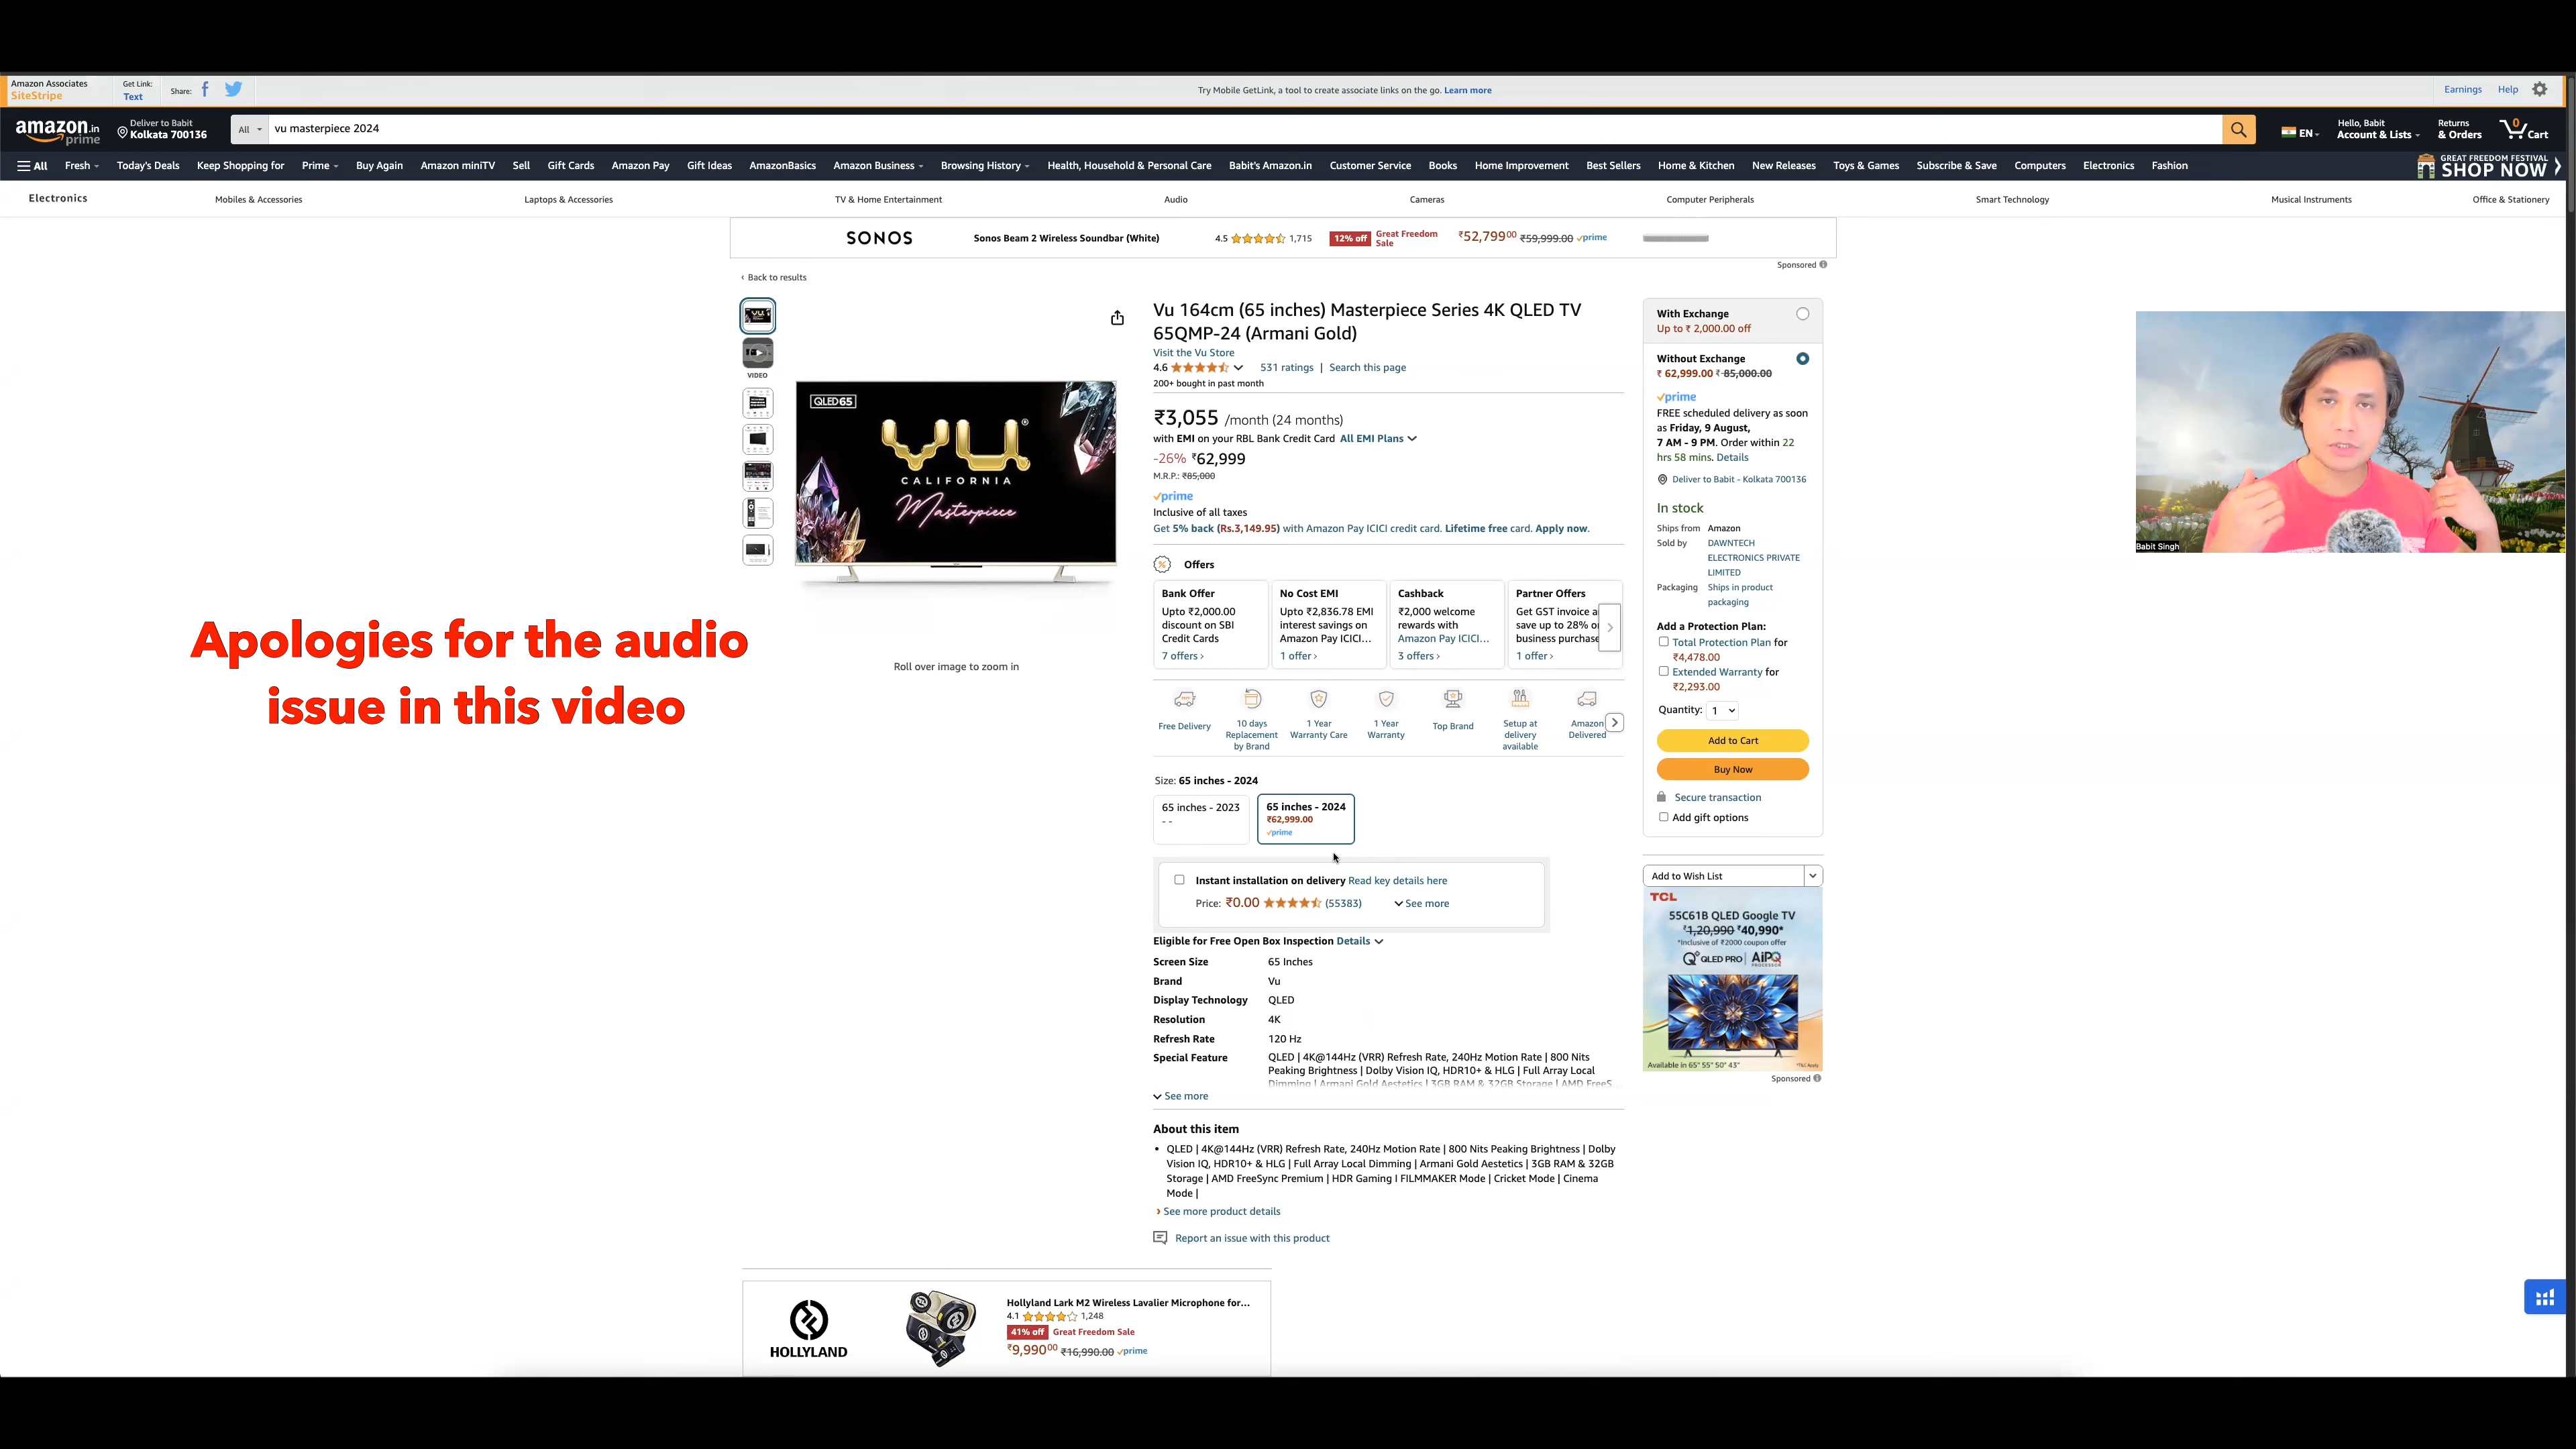 Amazon Associates
SiteStripe
Get Link:
Text
Share:
Try Mobile GetLink, a tool to create associate links on the go. Learn more
Earnings
Help
amazon.in
prime
Deliver to Babit
Kolkata 700136
All
vu masterpiece 2024
EN
Hello, Babit
Account & Lists
Returns
& Orders
0
Cart
All
Fresh
Today's Deals
Keep Shopping for
Prime
Buy Again
Amazon miniTV
Sell
Gift Cards
Amazon Pay
Gift Ideas
AmazonBasics
Amazon Business
Browsing History
Health, Household & Personal Care
Babit's Amazon.in
Customer Service
Books
Home Improvement
Best Sellers
Home & Kitchen
New Releases
Toys & Games
Subscribe & Save
Computers
Electronics
Fashion
GREAT FREEDOM FESTIVAL
SHOP NOW
Electronics
Mobiles & Accessories
Laptops & Accessories
TV & Home Entertainment
Audio
Cameras
Computer Peripherals
Smart Technology
Musical Instruments
Office & Stationery
SONOS
Sonos Beam 2 Wireless Soundbar (White)
4.5
1,715
12% off
Great Freedom
Sale
₹52,799.00 ₹59,999.00 prime
Sponsored
‹ Back to results
VIDEO
QLED65
VU
CALIFORNIA
Masterpiece
Roll over image to zoom in
Apologies for the audio
issue in this video
Vu 164cm (65 inches) Masterpiece Series 4K QLED TV
65QMP-24 (Armani Gold)
Visit the Vu Store
4.6
531 ratings | Search this page
200+ bought in past month
₹3,055 /month (24 months)
with EMI on your RBL Bank Credit Card All EMI Plans
-26% ₹62,999
M.R.P.: ₹85,000
prime
Inclusive of all taxes
Get 5% back (Rs.3,149.95) with Amazon Pay ICICI credit card. Lifetime free card. Apply now.
Offers
Bank Offer
Upto ₹2,000.00
discount on SBI
Credit Cards
7 offers ›
No Cost EMI
Upto ₹2,836.78 EMI
interest savings on
Amazon Pay ICICI...
1 offer ›
Cashback
₹2,000 welcome
rewards with
Amazon Pay ICICI...
3 offers ›
Partner Offers
Get GST invoice a
save up to 28% o
business purchase
1 offer ›
Free Delivery
10 days
Replacement
by Brand
1 Year
Warranty Care
1 Year
Warranty
Top Brand
Setup at
delivery
available
Amazon
Delivered
Size: 65 inches - 2024
65 inches - 2023
- -
65 inches - 2024
₹62,999.00
prime
Instant installation on delivery Read key details here
Price: ₹0.00 (55383) See more
Eligible for Free Open Box Inspection Details
Screen Size 65 Inches
Brand Vu
Display Technology QLED
Resolution 4K
Refresh Rate 120 Hz
Special Feature QLED | 4K@144Hz (VRR) Refresh Rate, 240Hz Motion Rate | 800 Nits
Peaking Brightness | Dolby Vision IQ, HDR10+ & HLG | Full Array Local
Dimming | Armani Gold Aestetics | 3GB RAM & 32GB Storage | AMD FreeS...
See more
About this item
• QLED | 4K@144Hz (VRR) Refresh Rate, 240Hz Motion Rate | 800 Nits Peaking Brightness | Dolby
Vision IQ, HDR10+ & HLG | Full Array Local Dimming | Armani Gold Aestetics | 3GB RAM & 32GB
Storage | AMD FreeSync Premium | HDR Gaming I FILMMAKER Mode | Cricket Mode | Cinema
Mode |
› See more product details
Report an issue with this product
With Exchange
Up to ₹ 2,000.00 off
Without Exchange
₹ 62,999.00 ₹ 85,000.00
prime
FREE scheduled delivery as soon
as Friday, 9 August,
7 AM - 9 PM. Order within 22
hrs 58 mins. Details
Deliver to Babit - Kolkata 700136
In stock
Ships from Amazon
Sold by DAWNTECH
ELECTRONICS PRIVATE
LIMITED
Packaging Ships in product
packaging
Add a Protection Plan:
Total Protection Plan for
₹4,478.00
Extended Warranty for
₹2,293.00
Quantity: 1
Add to Cart
Buy Now
Secure transaction
Add gift options
Add to Wish List
TCL
55C61B QLED Google TV
₹1,20,990 ₹40,990*
*Inclusive of ₹2000 coupon offer
QLED PRO | AiPQ
PROCESSOR
Available in 65" 55" 50" 43"
*T&C Apply
Sponsored
Babit Singh
HOLLYLAND
Hollyland Lark M2 Wireless Lavalier Microphone for...
4.1
1,248
41% off Great Freedom Sale
₹9,990.00 ₹16,990.00 prime